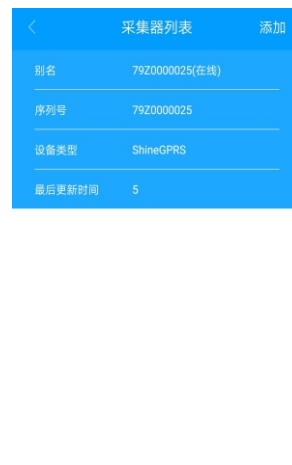 采集器列表 添加
别名 79Z0000025(在线)
序列号 79Z0000025
设备类型 ShineGPRS
最后更新时间 5